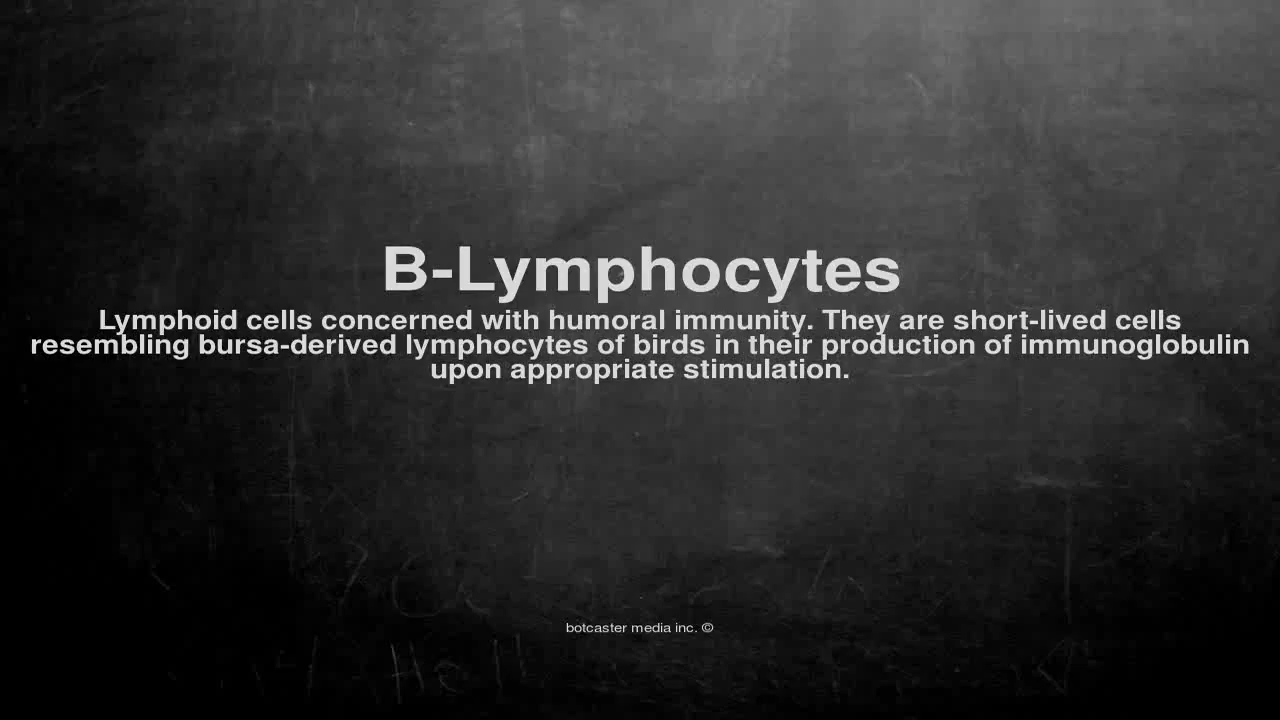 B-Lymphocytes
Lymphoid cells concerned with humoral immunity. They are short-lived cells
resembling bursa-derived lymphocytes of birds in their production of immunoglobulin
upon appropriate stimulation.
botcaster media inc. ©